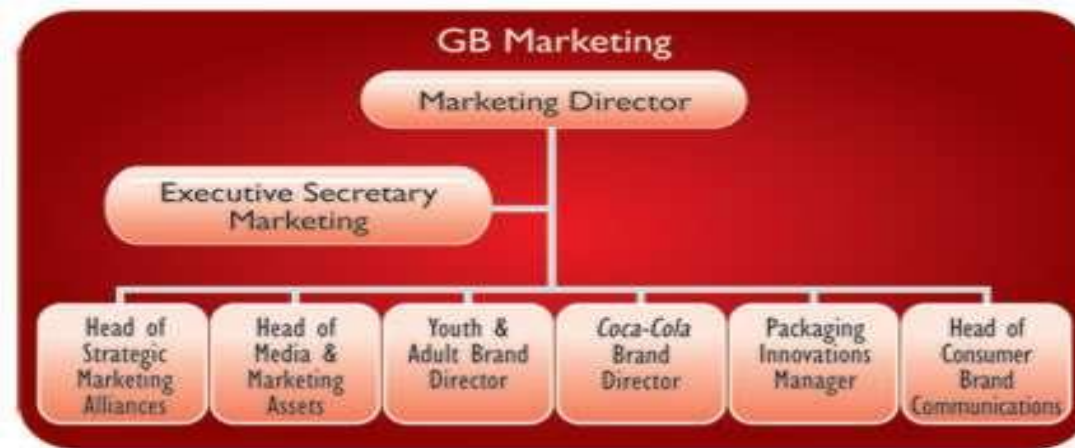 GB Marketing
Marketing Director
Executive Secretary
Marketing
Head of
Strategic
Marketing
Alliances
Head of
Media &
Marketing
Assets
Youth &
Adult Brand
Director
Coca-Cola
Brand
Director
Packaging
Innovations
Manager
Head of
Consumer
Brand
Communications